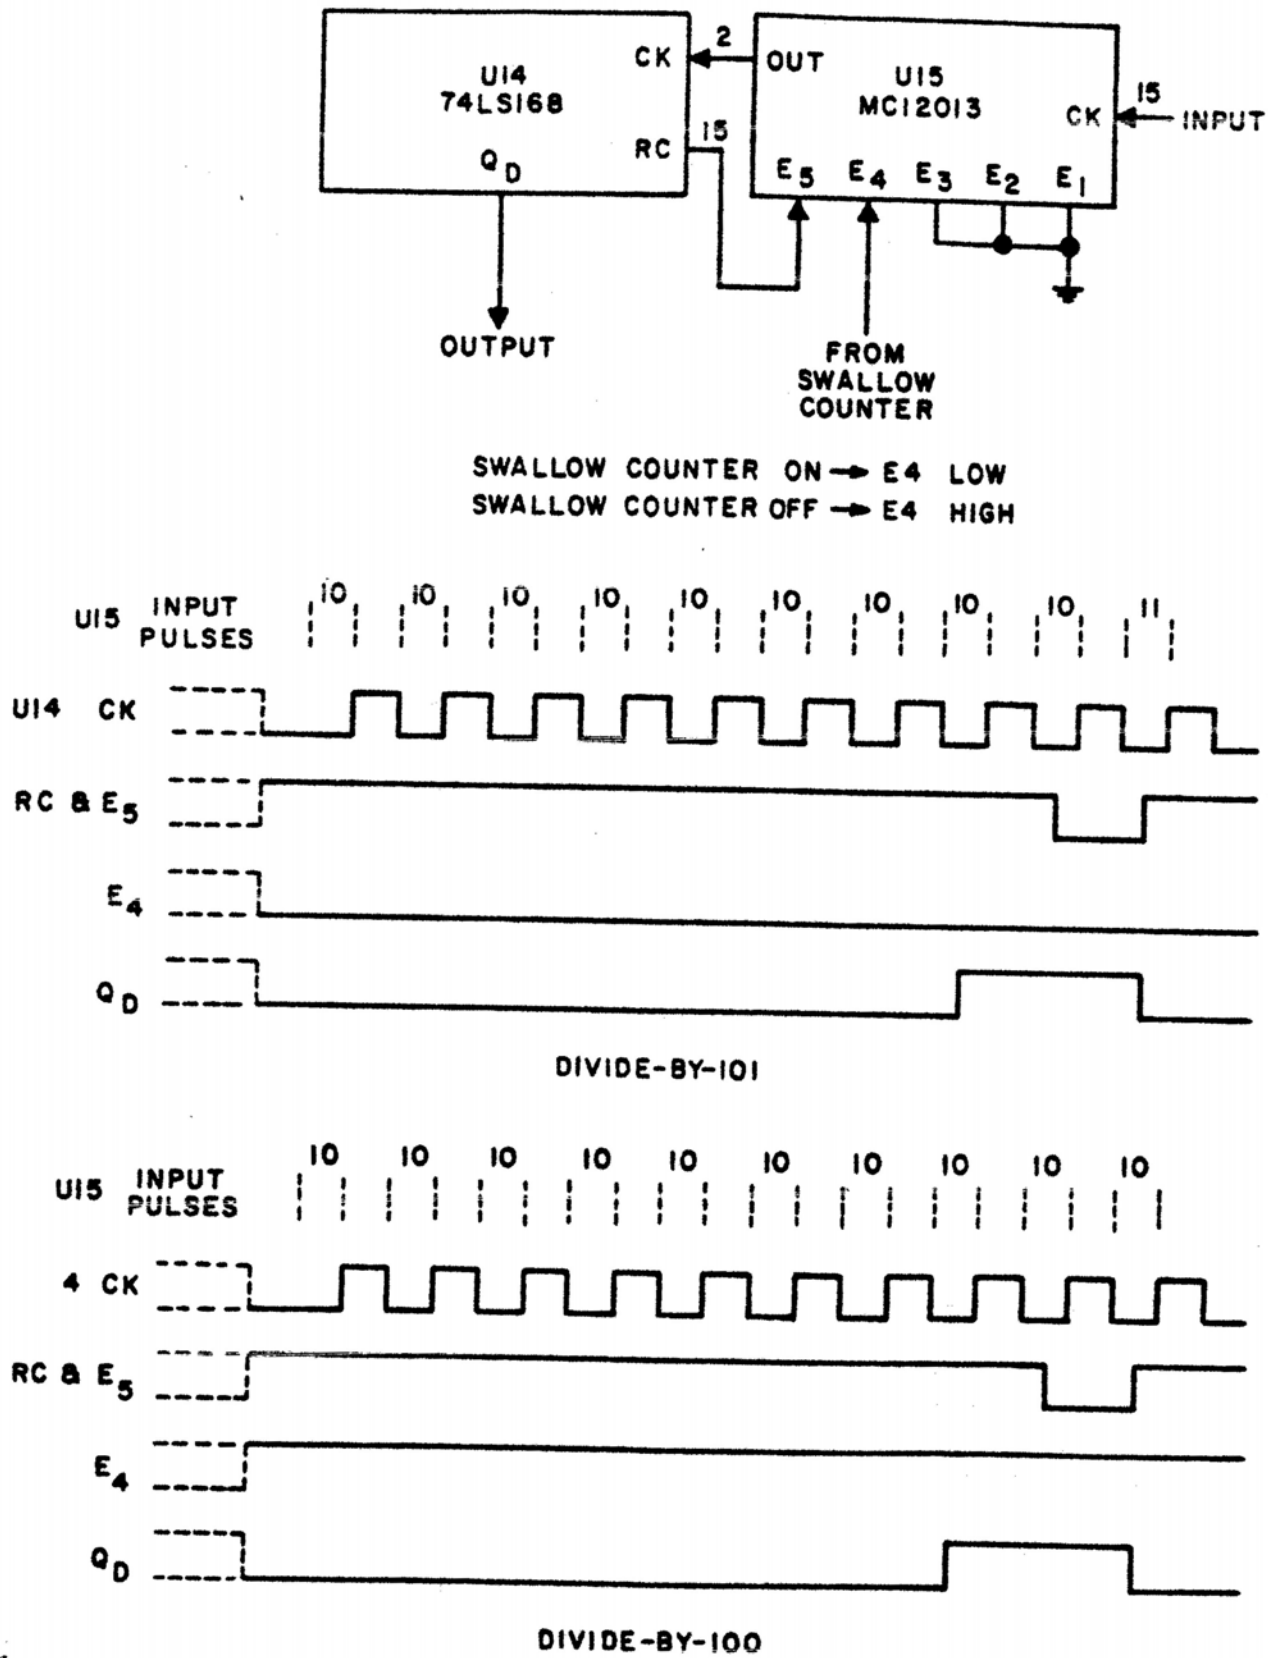 U14
74LS168
CK
RC
QD
2
15
OUT
U15
MC12013
CK
15
INPUT
E5 E4 E3 E2 E1
OUTPUT
FROM
SWALLOW
COUNTER
SWALLOW COUNTER ON → E4 LOW
SWALLOW COUNTER OFF → E4 HIGH
U15 INPUT
PULSES
10 10 10 10 10 10 10 10 10 11
U14 CK
RC & E5
E4
QD
DIVIDE-BY-101
U15 INPUT
PULSES
10 10 10 10 10 10 10 10 10 10
4 CK
RC & E5
E4
QD
DIVIDE-BY-100